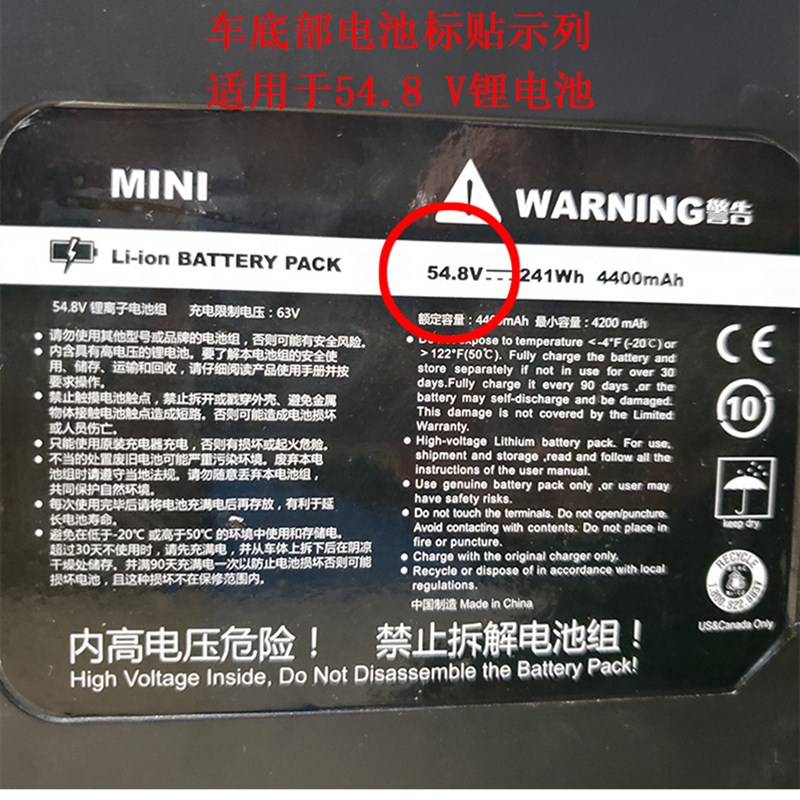 车底部电池标贴示列
适用于54.8 V锂电池
MINI
WARNING警告
Li-ion BATTERY PACK
54.8V 241Wh 4400mAh
54.8V 锂离子电池组 充电限制电压：63V
● 请勿使用其他型号或品牌的电池组，否则可能有安全风险。
● 内含具有高电压的锂电池。要了解本电池组的安全使
用、储存、运输和回收，请仔细阅读产品使用手册并按
要求操作。
● 禁止触摸电池触点，禁止拆开或戳穿外壳、避免金属
物体接触电池触点造成短路。否则可能造成电池损坏
或人员伤亡。
● 只能使用原装充电器充电，否则有损坏或起火危险。
● 不当的处置废旧电池可能严重污染环境。废弃本电
池组时请遵守当地法规。请勿随意丢弃本电池组，
共同保护自然环境。
● 每次使用完毕后请将电池充满电后再存放，有利于延
长电池寿命。
● 避免在低于-20℃ 或高于50℃ 的环境中使用和存储电。
超过30天不使用时，请先充满电，并从车体上拆下后在阴凉
干燥处储存。并满90天充满电一次以防止电池损坏否则可能
损坏电池，且这种损坏不在保修范围内。
额定容量：4400mAh 最小容量：4200 mAh
● Do not expose to temperature <-4°F (-20℃) or
> 122°F(50℃). Fully charge the battery and
store separately if not in use for over 30
days.Fully charge it every 90 days ,or the
battery may self-discharge and be damaged.
This damage is not covered by the Limited
Warranty.
● High-voltage Lithium battery pack. For use,
shipment and storage ,read and follow all the
instructions of the user manual.
● Use genuine battery pack only ,or user may
have safety risks.
● Do not touch the terminals. Do not open/puncture.
Avoid contacting with contents. Do not place in
fire or puncture.
● Charge with the original charger only.
● Recycle or dispose of in accordance with local
regulations.
中国制造 Made in China
CE
10
keep dry
RECYCLE
Li-ion
1.800.822.8837
US&Canada Only
内高电压危险！ 禁止拆解电池组！
High Voltage Inside, Do Not Disassemble the Battery Pack!